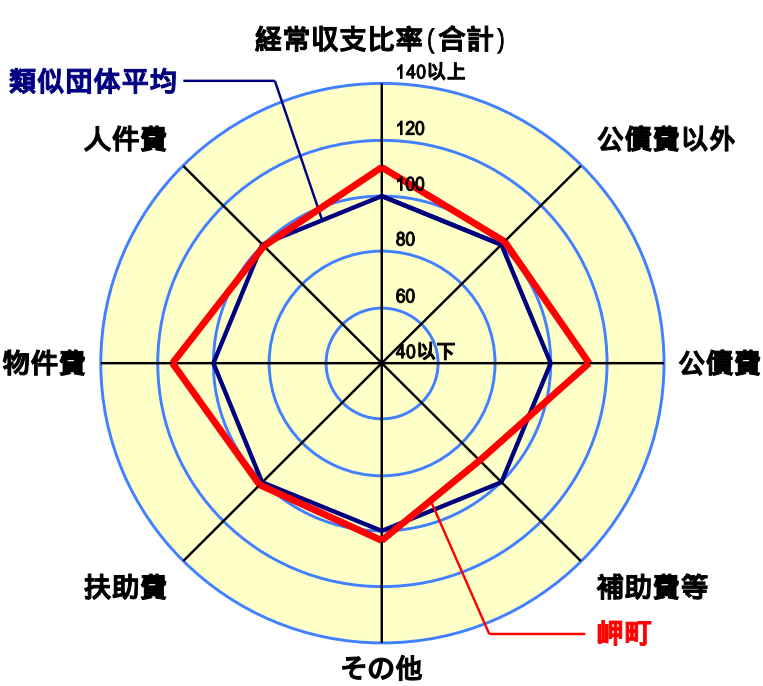 経常収支比率(合計)
140以上
類似団体平均
120
人件費
公債費以外
100
80
60
40以下
物件費
公債費
扶助費
補助費等
岬町
その他